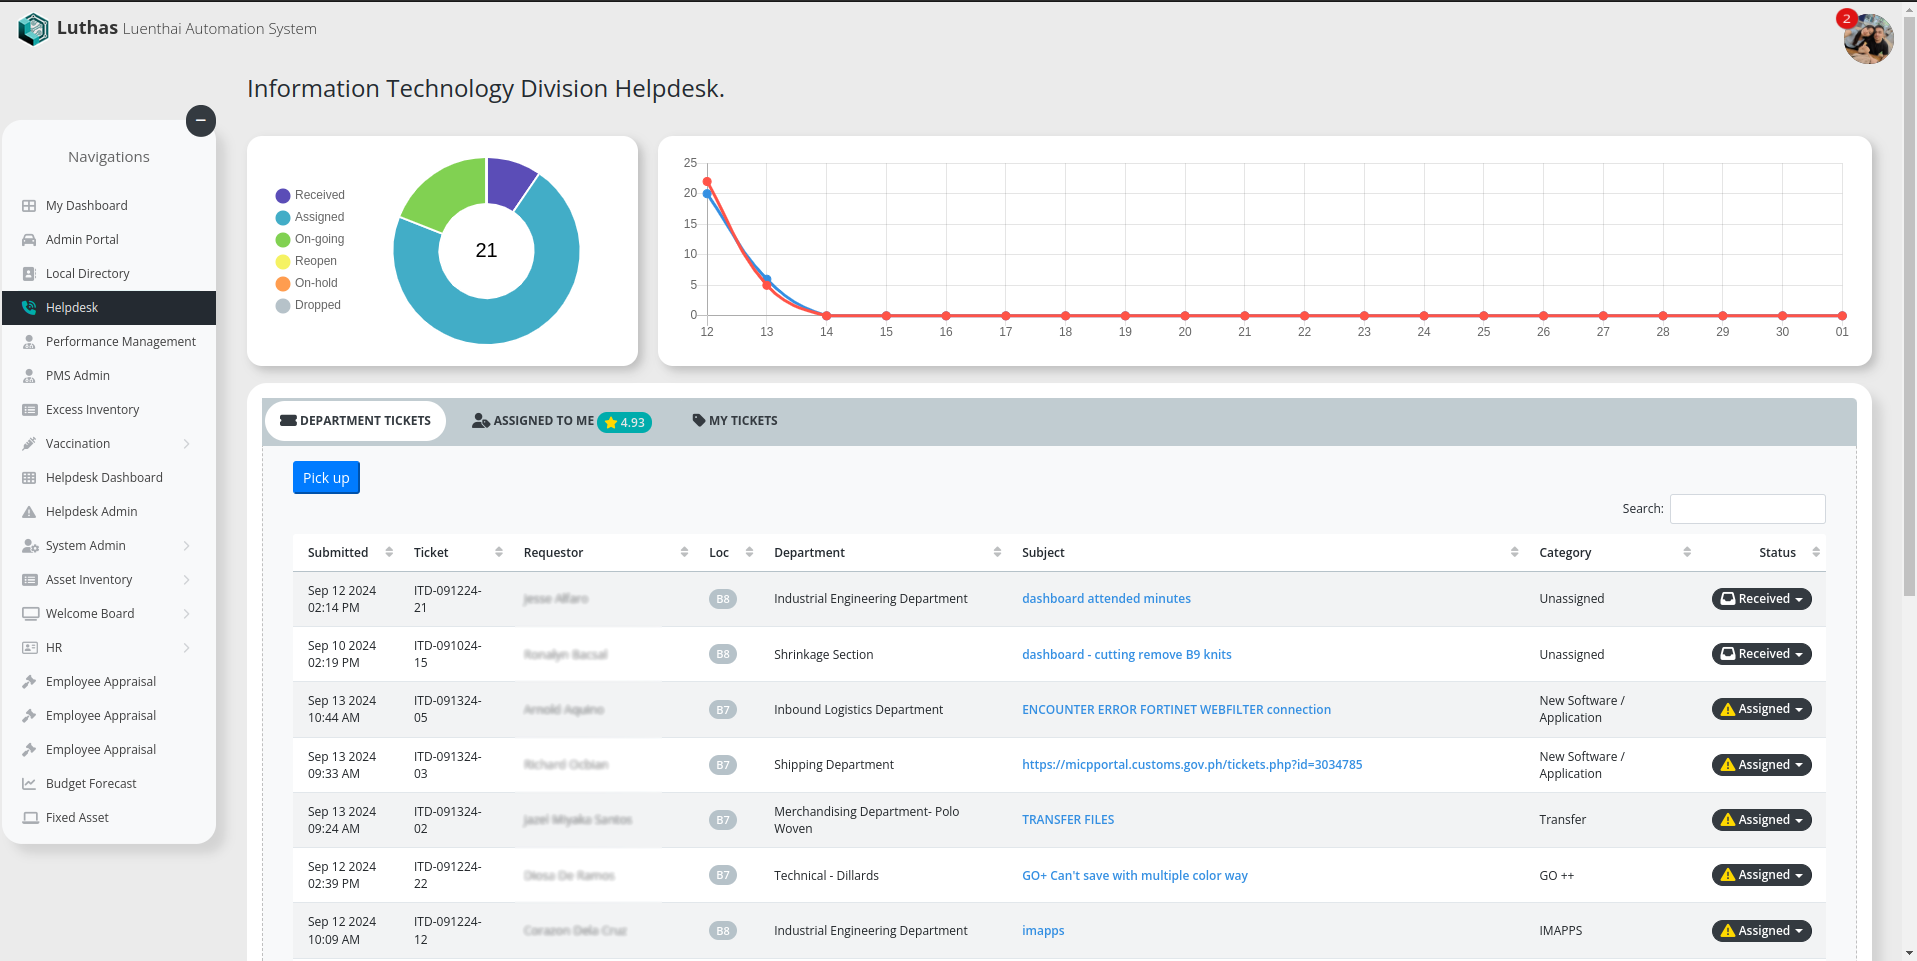 Luthas Luenthai Automation System
2
Information Technology Division Helpdesk.
Navigations
My Dashboard
Admin Portal
Local Directory
Helpdesk
Performance Management
PMS Admin
Excess Inventory
Vaccination
Helpdesk Dashboard
Helpdesk Admin
System Admin
Asset Inventory
Welcome Board
HR
Employee Appraisal
Employee Appraisal
Employee Appraisal
Budget Forecast
Fixed Asset
Received
Assigned
On-going
Reopen
On-hold
Dropped
21
25
20
15
10
5
0
12 13 14 15 16 17 18 19 20 21 22 23 24 25 26 27 28 29 30 01
DEPARTMENT TICKETS ASSIGNED TO ME 4.93 MY TICKETS
Pick up
Search:
Submitted Ticket Requestor Loc Department Subject Category Status
Sep 12 2024 02:14 PM ITD-091224-21 B8 Industrial Engineering Department dashboard attended minutes Unassigned Received
Sep 10 2024 02:19 PM ITD-091024-15 B8 Shrinkage Section dashboard - cutting remove B9 knits Unassigned Received
Sep 13 2024 10:44 AM ITD-091324-05 B7 Inbound Logistics Department ENCOUNTER ERROR FORTINET WEBFILTER connection New Software / Application Assigned
Sep 13 2024 09:33 AM ITD-091324-03 B7 Shipping Department https://micpportal.customs.gov.ph/tickets.php?id=3034785 New Software / Application Assigned
Sep 13 2024 09:24 AM ITD-091324-02 B7 Merchandising Department- Polo Woven TRANSFER FILES Transfer Assigned
Sep 12 2024 02:39 PM ITD-091224-22 B7 Technical - Dillards GO+ Can't save with multiple color way GO ++ Assigned
Sep 12 2024 10:09 AM ITD-091224-12 B8 Industrial Engineering Department imapps IMAPPS Assigned